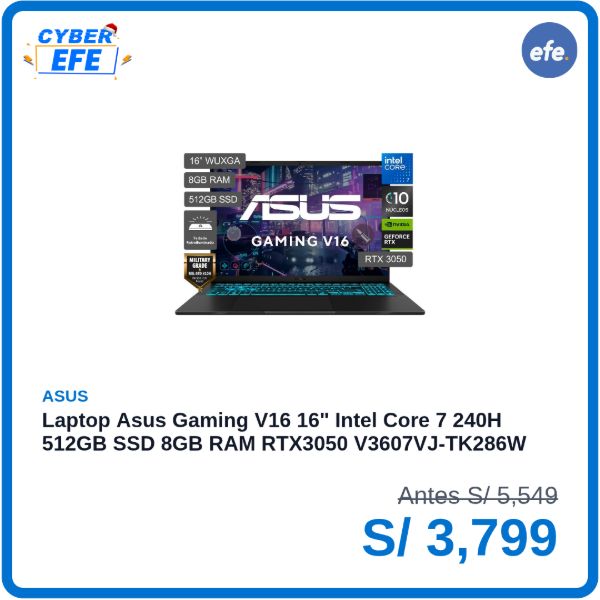 CYBER
EFE
efe.
16" WUXGA
8GB RAM
512GB SSD
intel
CORE
10
NÚCLEOS
NVIDIA
GEFORCE
RTX
RTX 3050
ASUS
GAMING V16
MILITARY
GRADE
ASUS
Laptop Asus Gaming V16 16" Intel Core 7 240H
512GB SSD 8GB RAM RTX3050 V3607VJ-TK286W
Antes S/ 5,549
S/ 3,799